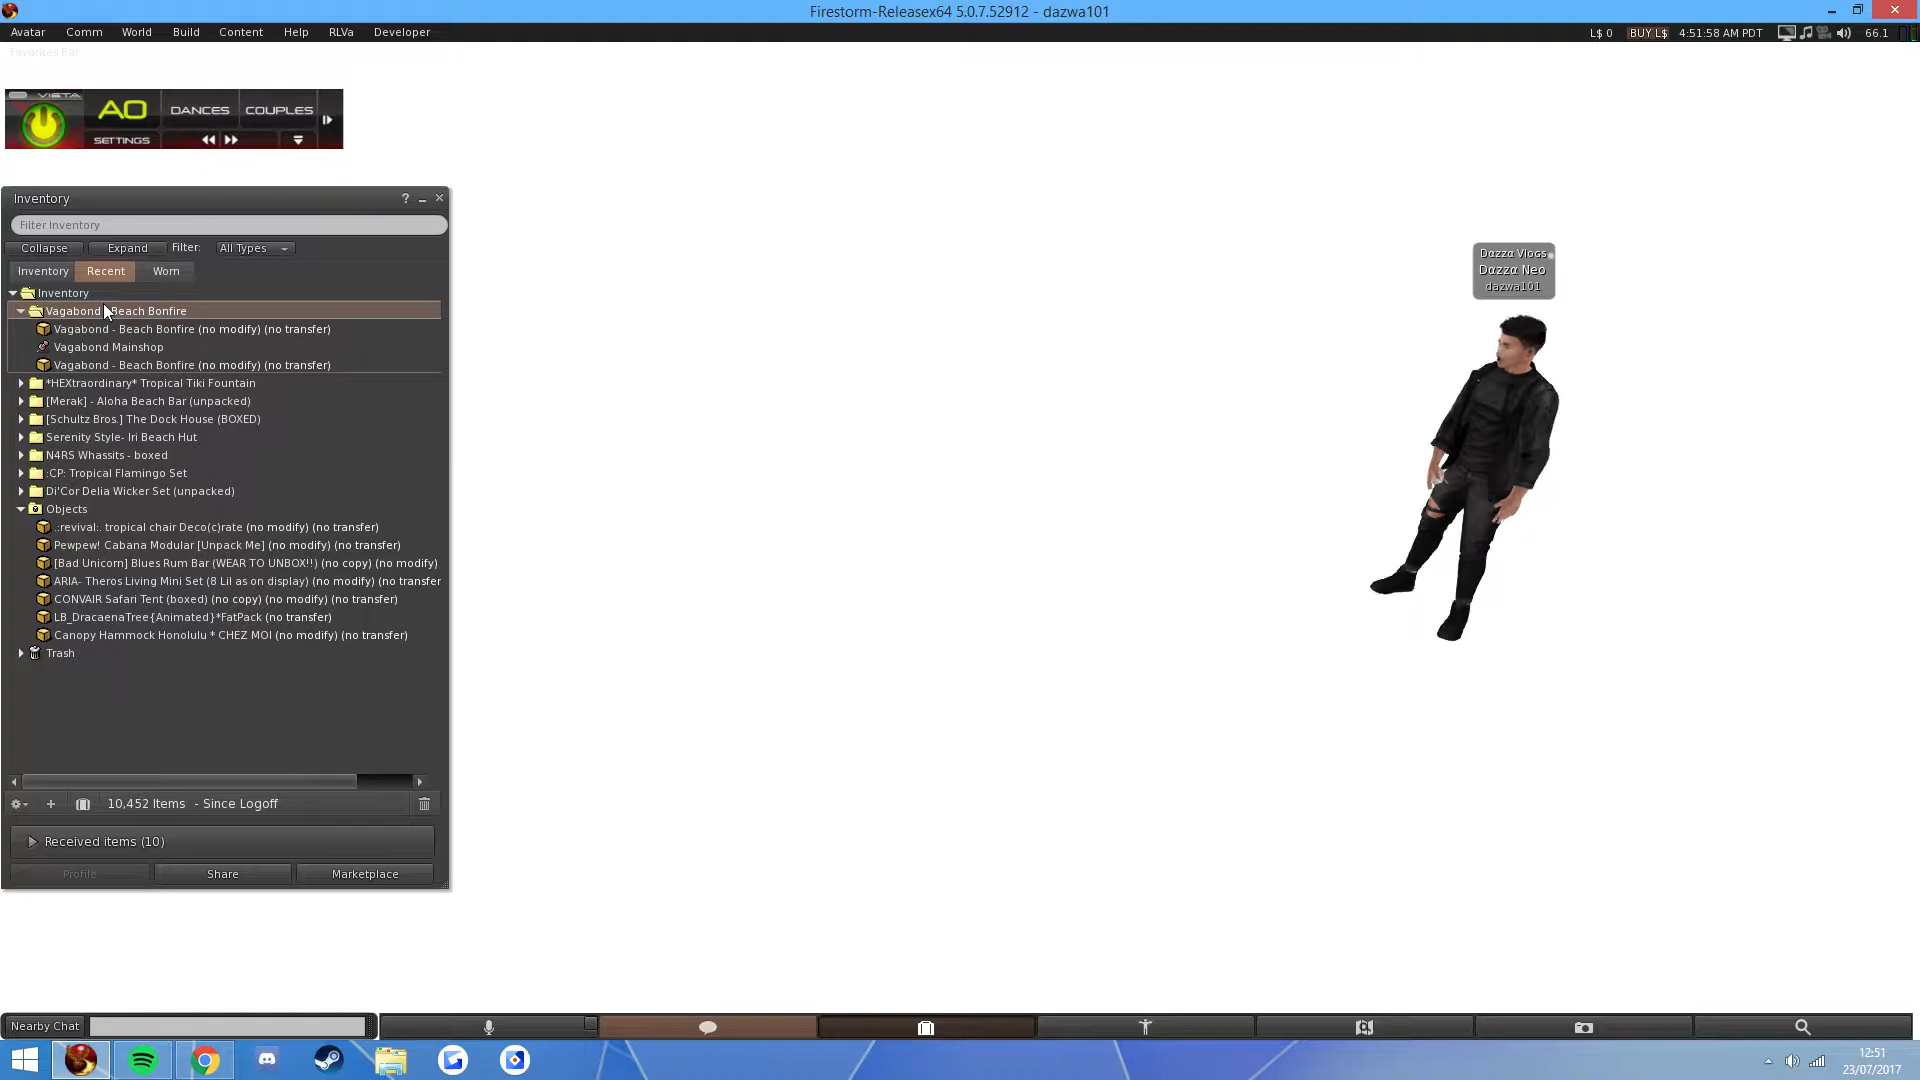 Firestorm-Releasex64 5.0.7.52912 - dazwa101
Avatar Comm World Build Content Help RLVa Developer
L$ 0 BUY L$ 4:51:58 AM PDT 66.1
Favorites Bar
VISTA
AO DANCES COUPLES
SETTINGS
Inventory ?
Filter Inventory
Collapse Expand Filter: All Types
Inventory Recent Worn
Inventory
Vagabond Beach Bonfire
Vagabond - Beach Bonfire (no modify) (no transfer)
Vagabond Mainshop
Vagabond - Beach Bonfire (no modify) (no transfer)
*HEXtraordinary* Tropical Tiki Fountain
[Merak] - Aloha Beach Bar (unpacked)
[Schultz Bros.] The Dock House (BOXED)
Serenity Style- Iri Beach Hut
N4RS Whassits - boxed
:CP: Tropical Flamingo Set
Di'Cor Delia Wicker Set (unpacked)
Objects
.:revival:. tropical chair Deco(c)rate (no modify) (no transfer)
Pewpew! Cabana Modular [Unpack Me] (no modify) (no transfer)
[Bad Unicorn] Blues Rum Bar (WEAR TO UNBOX!!) (no copy) (no modify)
ARIA- Theros Living Mini Set (8 LiI as on display) (no modify) (no transfer
CONVAIR Safari Tent (boxed) (no copy) (no modify) (no transfer)
LB_DracaenaTree{Animated}*FatPack (no transfer)
Canopy Hammock Honolulu * CHEZ MOI (no modify) (no transfer)
Trash
10,452 Items - Since Logoff
Received items (10)
Profile Share Marketplace
Dαzzα Vlogs
Dαzzα Neo
dazwa101
Nearby Chat
12:51
23/07/2017